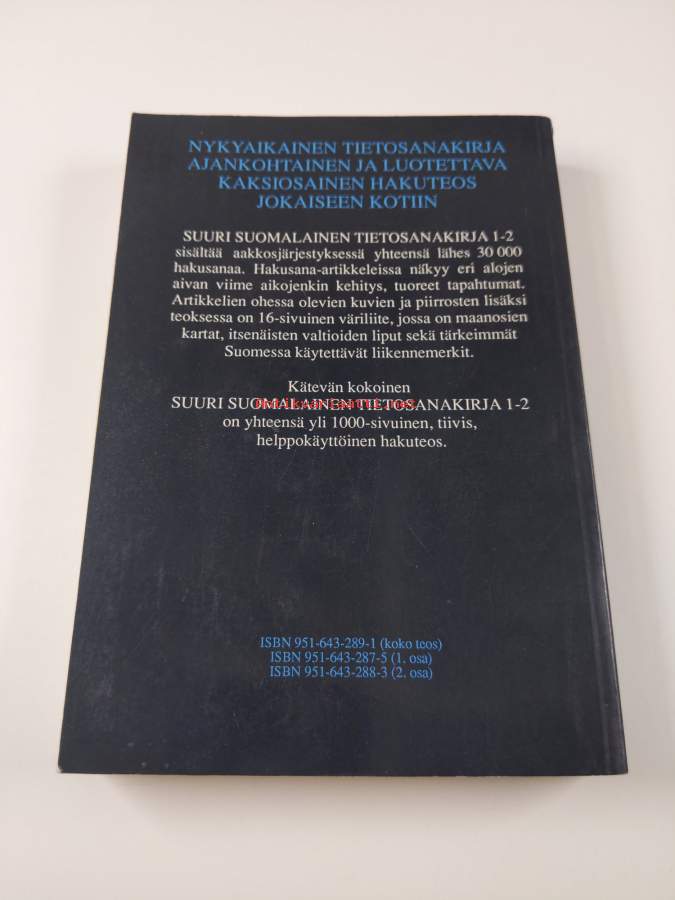 NYKYAIKAINEN TIETOSANAKIRJA
AJANKOHTAINEN JA LUOTETTAVA
KAKSIOSAINEN HAKUTEOS
JOKAISEEN KOTIIN
SUURI SUOMALAINEN TIETOSANAKIRJA 1-2
sisältää aakkosjärjestyksessä yhteensä lähes 30 000
hakusanaa. Hakusana-artikkeleissa näkyy eri alojen
aivan viime aikojenkin kehitys, tuoreet tapahtumat.
Artikkelien ohessa olevien kuvien ja piirrosten lisäksi
teoksessa on 16-sivuinen väriliite, jossa on maanosien
kartat, itsenäisten valtioiden liput sekä tärkeimmät
Suomessa käytettävät liikennemerkit.
Kätevän kokoinen
SUURI SUOMALAINEN TIETOSANAKIRJA 1-2
Antikvariaatti.net
on yhteensä yli 1000-sivuinen, tiivis,
helppokäyttöinen hakuteos.
ISBN 951-643-289-1 (koko teos)
ISBN 951-643-287-5 (1. osa)
ISBN 951-643-288-3 (2. osa)